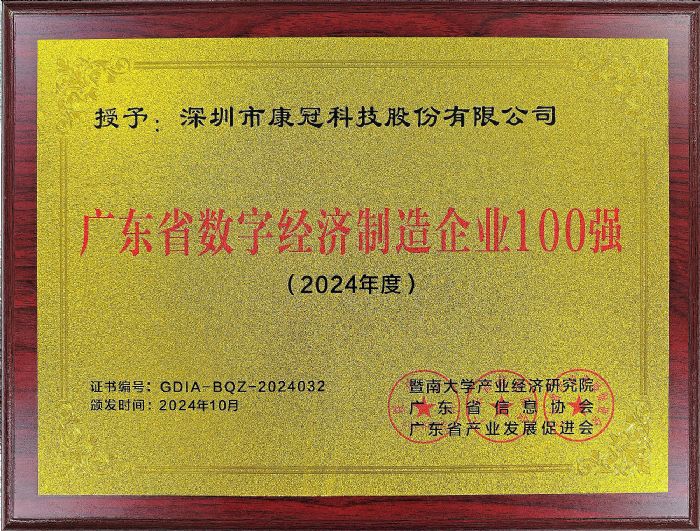 授予：深圳市康冠科技股份有限公司
广东省数字经济制造企业100强
（2024年度）
证书编号：GDIA-BQZ-2024032
颁发时间：2024年10月
暨南大学产业经济研究院
广东省信息协会
广东省产业发展促进会